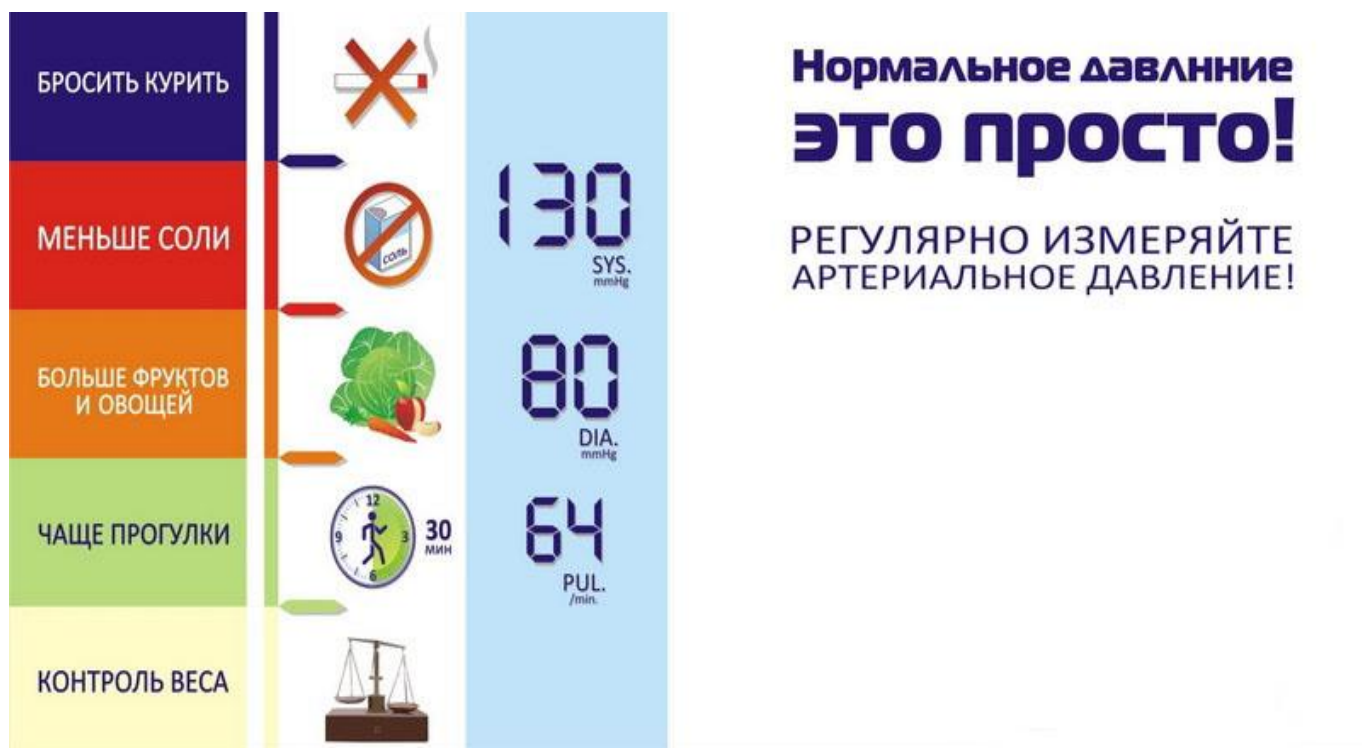 БРОСИТЬ КУРИТЬ
МЕНЬШЕ СОЛИ
БОЛЬШЕ ФРУКТОВ
И ОВОЩЕЙ
ЧАЩЕ ПРОГУЛКИ
КОНТРОЛЬ ВЕСА
СОЛЬ
12
3
6
9
30
МИН
130
SYS.
mmHg
80
DIA.
mmHg
64
PUL.
/min.
Нормальное давлнние
это просто!
РЕГУЛЯРНО ИЗМЕРЯЙТЕ
АРТЕРИАЛЬНОЕ ДАВЛЕНИЕ!